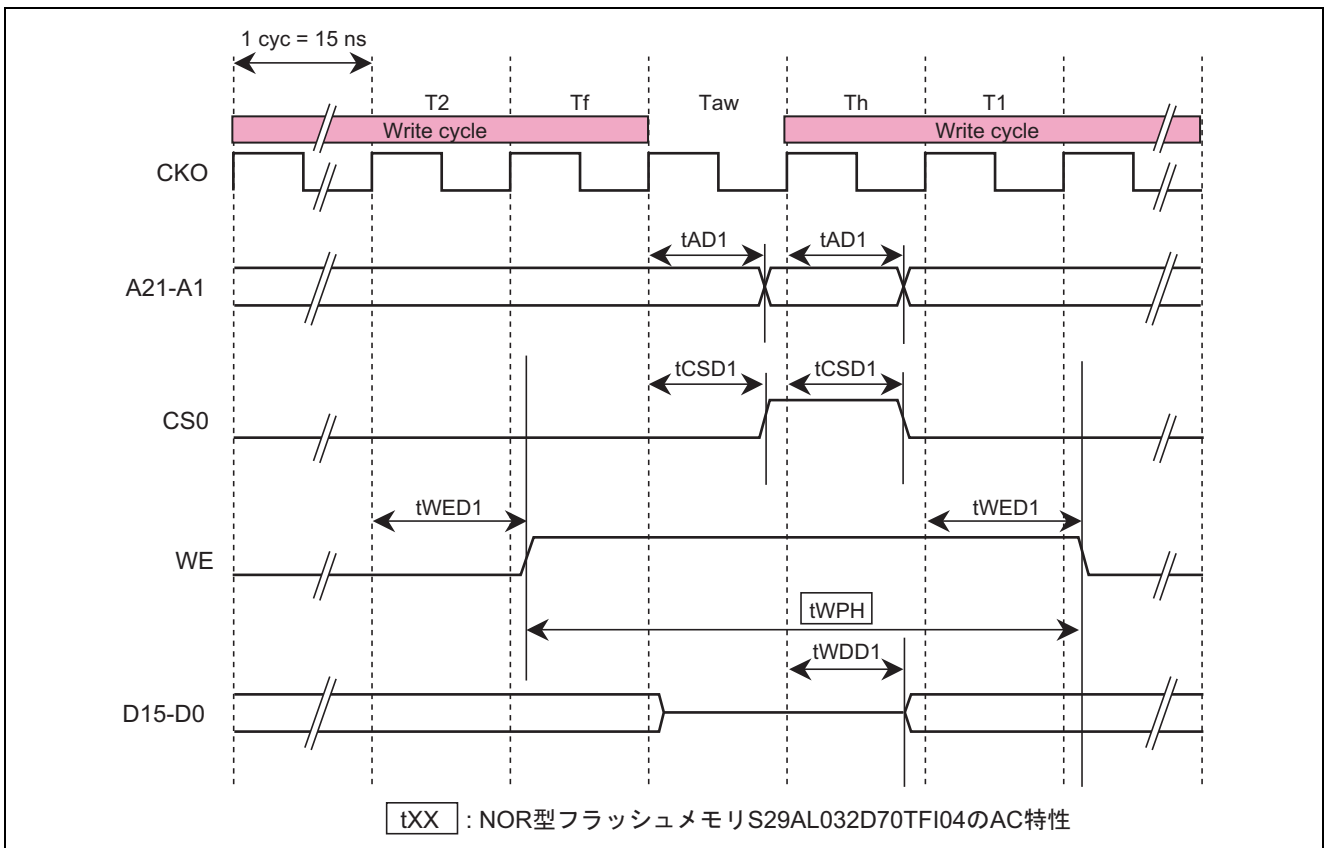 1 cyc = 15 ns
T2 Tf Taw Th T1
Write cycle Write cycle
CKO
tAD1 tAD1
A21-A1
tCSD1 tCSD1
CS0
tWED1 tWED1
WE
tWPH
tWDD1
D15-D0
tXX : NOR型フラッシュメモリS29AL032D70TFI04のAC特性